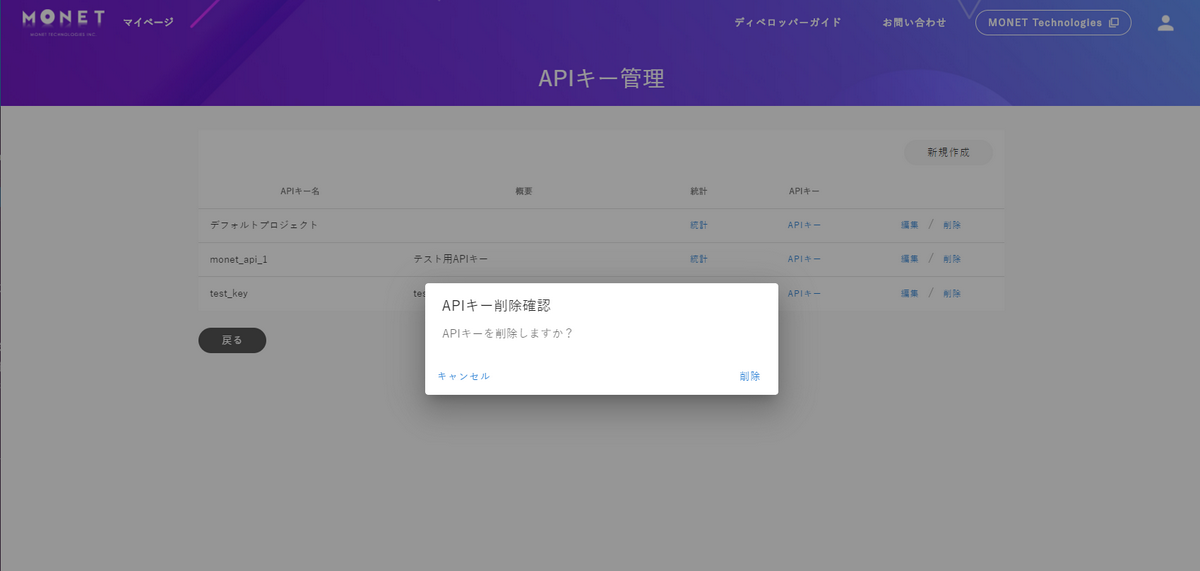 MONET
MONET TECHNOLOGIES INC.
マイページ
ディベロッパーガイド
お問い合わせ
MONET Technologies
APIキー管理
新規作成
APIキー名 概要 統計 APIキー
デフォルトプロジェクト 統計 APIキー 編集 / 削除
monet_api_1 テスト用APIキー 統計 APIキー 編集 / 削除
test_key tes APIキー 編集 / 削除
APIキー削除確認
APIキーを削除しますか？
キャンセル 削除
戻る